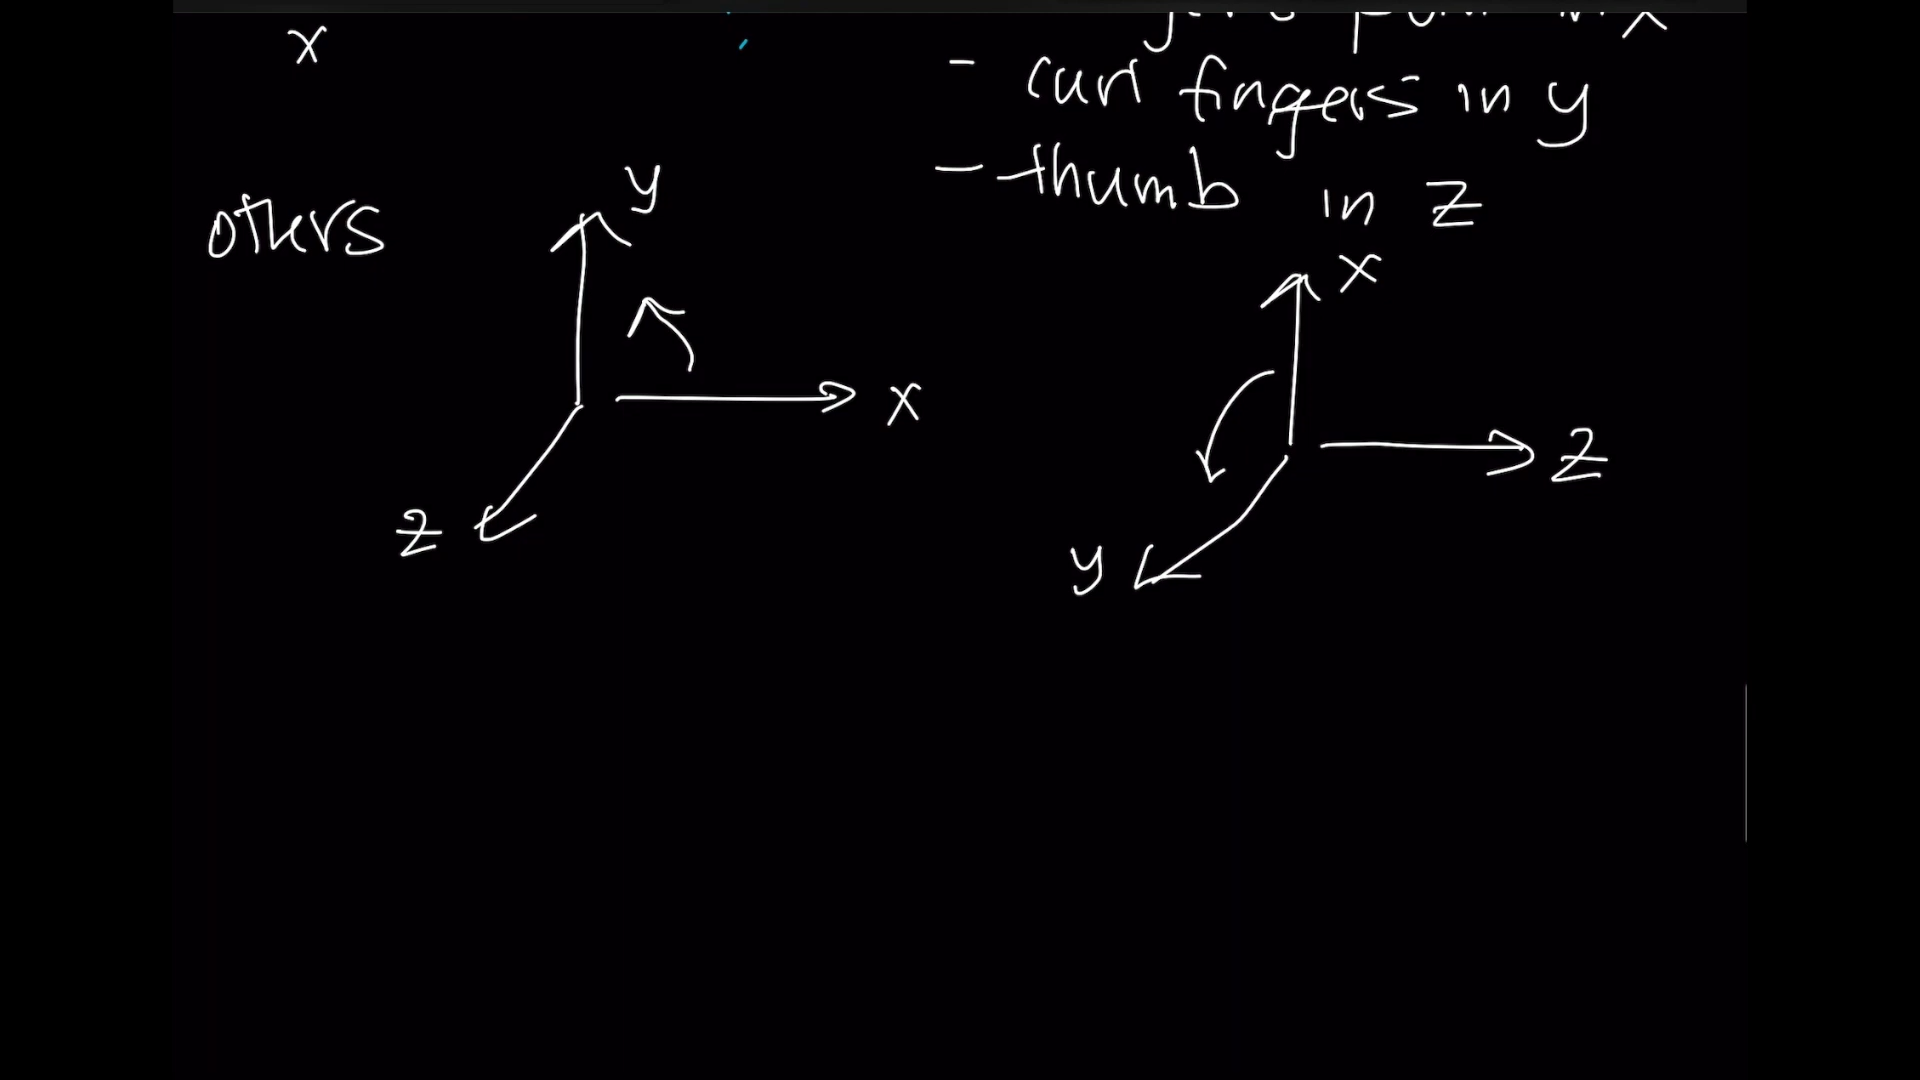 x
- curl fingers in y
- thumb in z
others
y
x
z
x
z
y